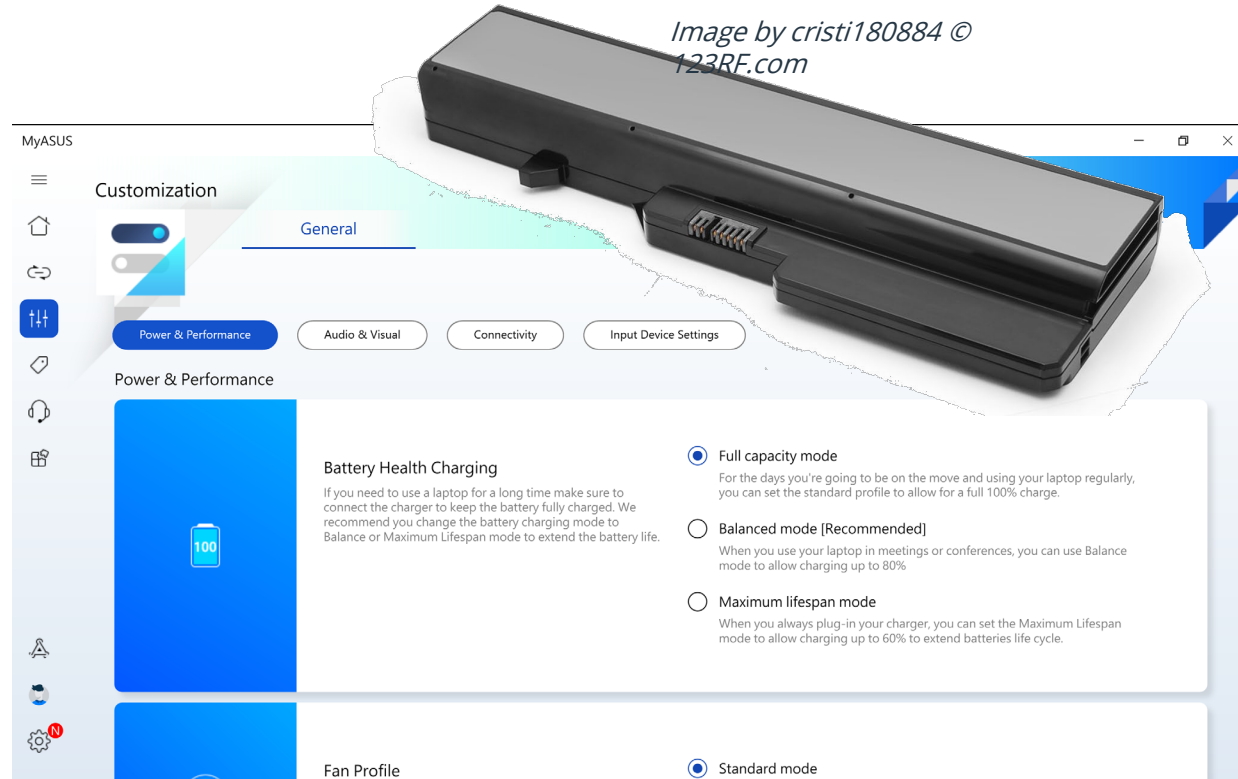 Image by cristi180884 ©
123RF.com
MyASUS
Customization
General
Power & Performance
Audio & Visual
Connectivity
Input Device Settings
Power & Performance
100
Battery Health Charging
If you need to use a laptop for a long time make sure to
connect the charger to keep the battery fully charged. We
recommend you change the battery charging mode to
Balance or Maximum Lifespan mode to extend the battery life.
Full capacity mode
For the days you're going to be on the move and using your laptop regularly,
you can set the standard profile to allow for a full 100% charge.
Balanced mode [Recommended]
When you use your laptop in meetings or conferences, you can use Balance
mode to allow charging up to 80%
Maximum lifespan mode
When you always plug-in your charger, you can set the Maximum Lifespan
mode to allow charging up to 60% to extend batteries life cycle.
N
Fan Profile
Standard mode